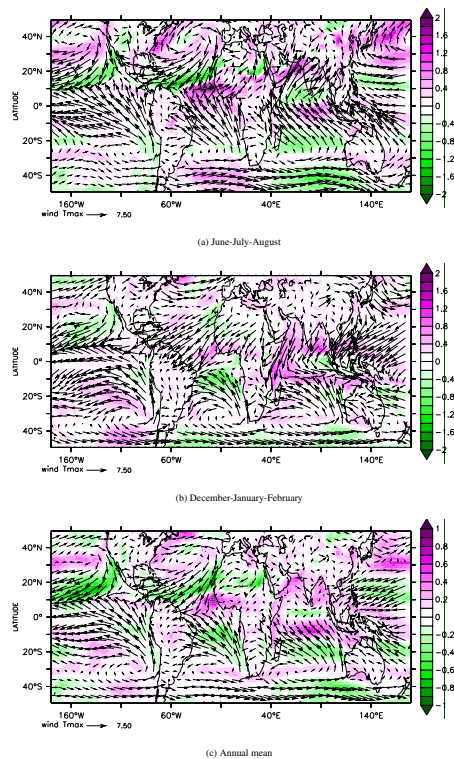 40°N
20°N
0°
20°S
40°S
LATITUDE
160°W 60°W 40°E 140°E
wind Tmax 7.50
2
1.6
1.2
0.8
0.4
0
−0.4
−0.8
−1.2
−1.6
−2
(a) June-July-August
40°N
20°N
0°
20°S
40°S
LATITUDE
160°W 60°W 40°E 140°E
wind Tmax 7.50
2
1.6
1.2
0.8
0.4
0
−0.4
−0.8
−1.2
−1.6
−2
(b) December-January-February
40°N
20°N
0°
20°S
40°S
LATITUDE
160°W 60°W 40°E 140°E
wind Tmax 7.50
1
0.8
0.6
0.4
0.2
0
−0.2
−0.4
−0.6
−0.8
−1
(c) Annual mean